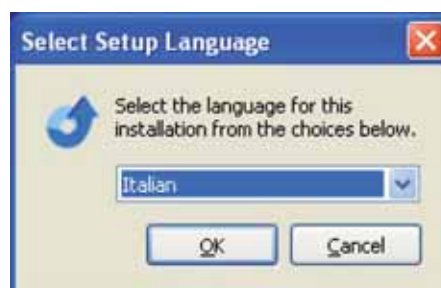 Select Setup Language
Select the language for this
installation from the choices below.
Italian
OK
Cancel